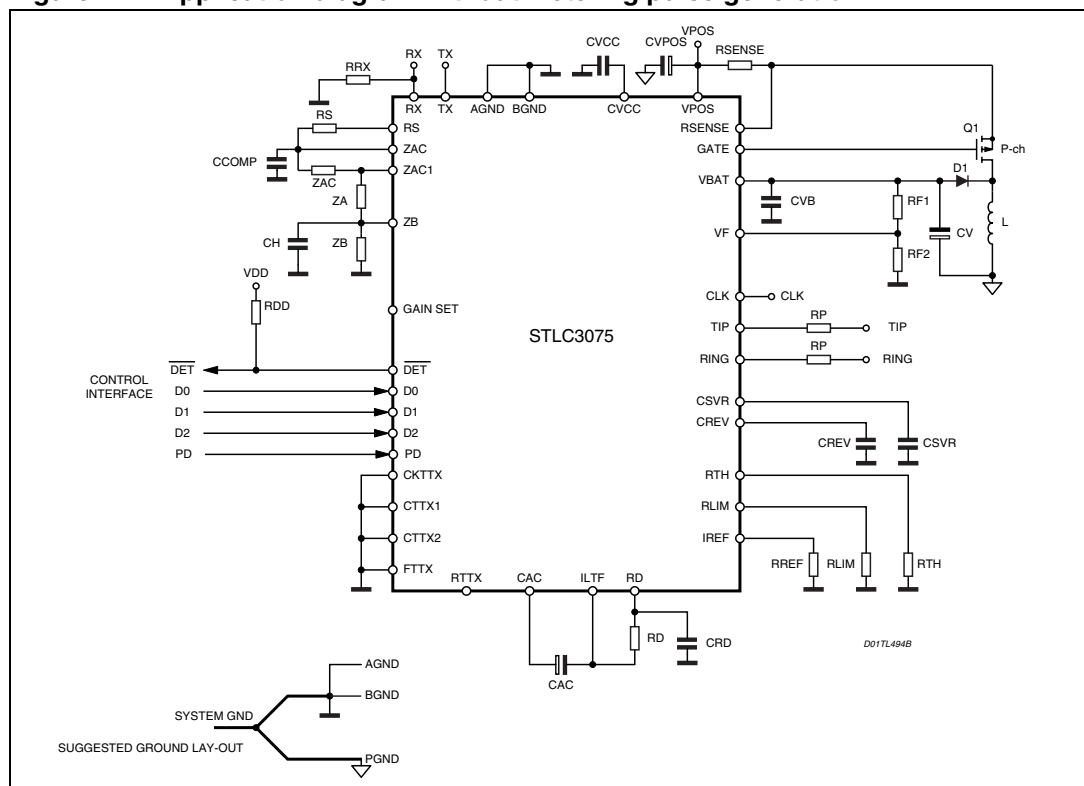 VPOS
RX TX CVCC CVPOS RSENSE
RRX
RX TX AGND BGND CVCC VPOS
RS
RS
RSENSE
Q1
ZAC
GATE
P-ch
CCOMP
ZAC
ZAC1
VBAT
D1
ZA
CVB
RF1
ZB
CH
ZB
VF
CV
L
RF2
VDD
RDD
CLK
CLK
GAIN SET
STLC3075
TIP
RP
TIP
RING
RP
RING
DET
DET
CONTROL
INTERFACE
D0
D0
D1
D1
D2
D2
PD
PD
CSVR
CREV
CREV
CSVR
CKTTX
CTTX1
CTTX2
FTTX
RTH
RLIM
IREF
RREF
RLIM
RTH
RTTX CAC ILTF RD
RD
CRD
CAC
D01TL494B
AGND
BGND
SYSTEM GND
SUGGESTED GROUND LAY-OUT
PGND